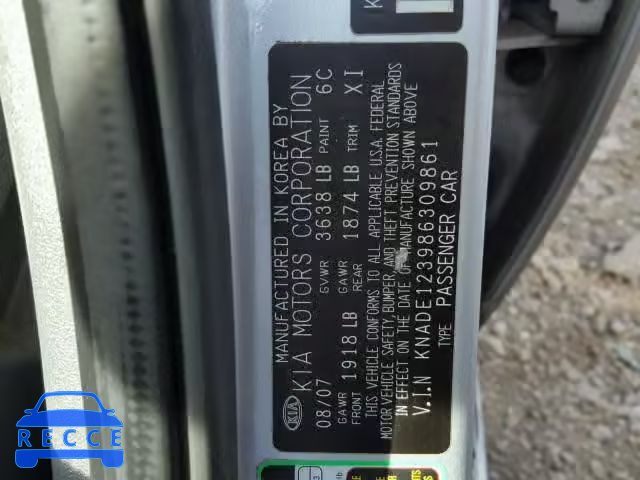 MANUFACTURED IN KOREA BY
KIA MOTORS CORPORATION
08/07 GVWR 3638 LB PAINT 6C
GAWR FRONT 1918 LB GAWR REAR 1874 LB TRIM XI
THIS VEHICLE CONFORMS TO ALL APPLICABLE U.S.A. FEDERAL
MOTOR VEHICLE SAFETY, BUMPER, AND THEFT PREVENTION STANDARDS
IN EFFECT ON THE DATE OF MANUFACTURE SHOWN ABOVE
V.I.N KNADE123986309861
TYPE PASSENGER CAR
KIA
RECCE